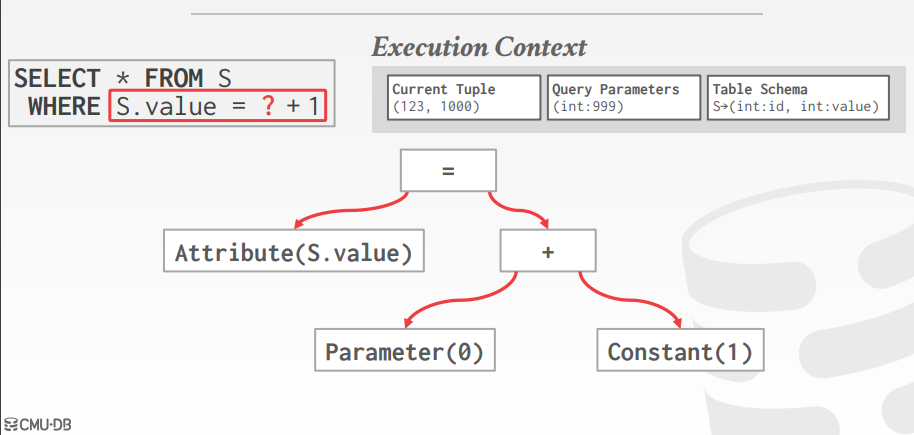 Execution Context
SELECT * FROM S
WHERE S.value = ? + 1
Current Tuple
(123, 1000)
Query Parameters
(int:999)
Table Schema
S→(int:id, int:value)
=
Attribute(S.value)
+
Parameter(0)
Constant(1)
CMU·DB